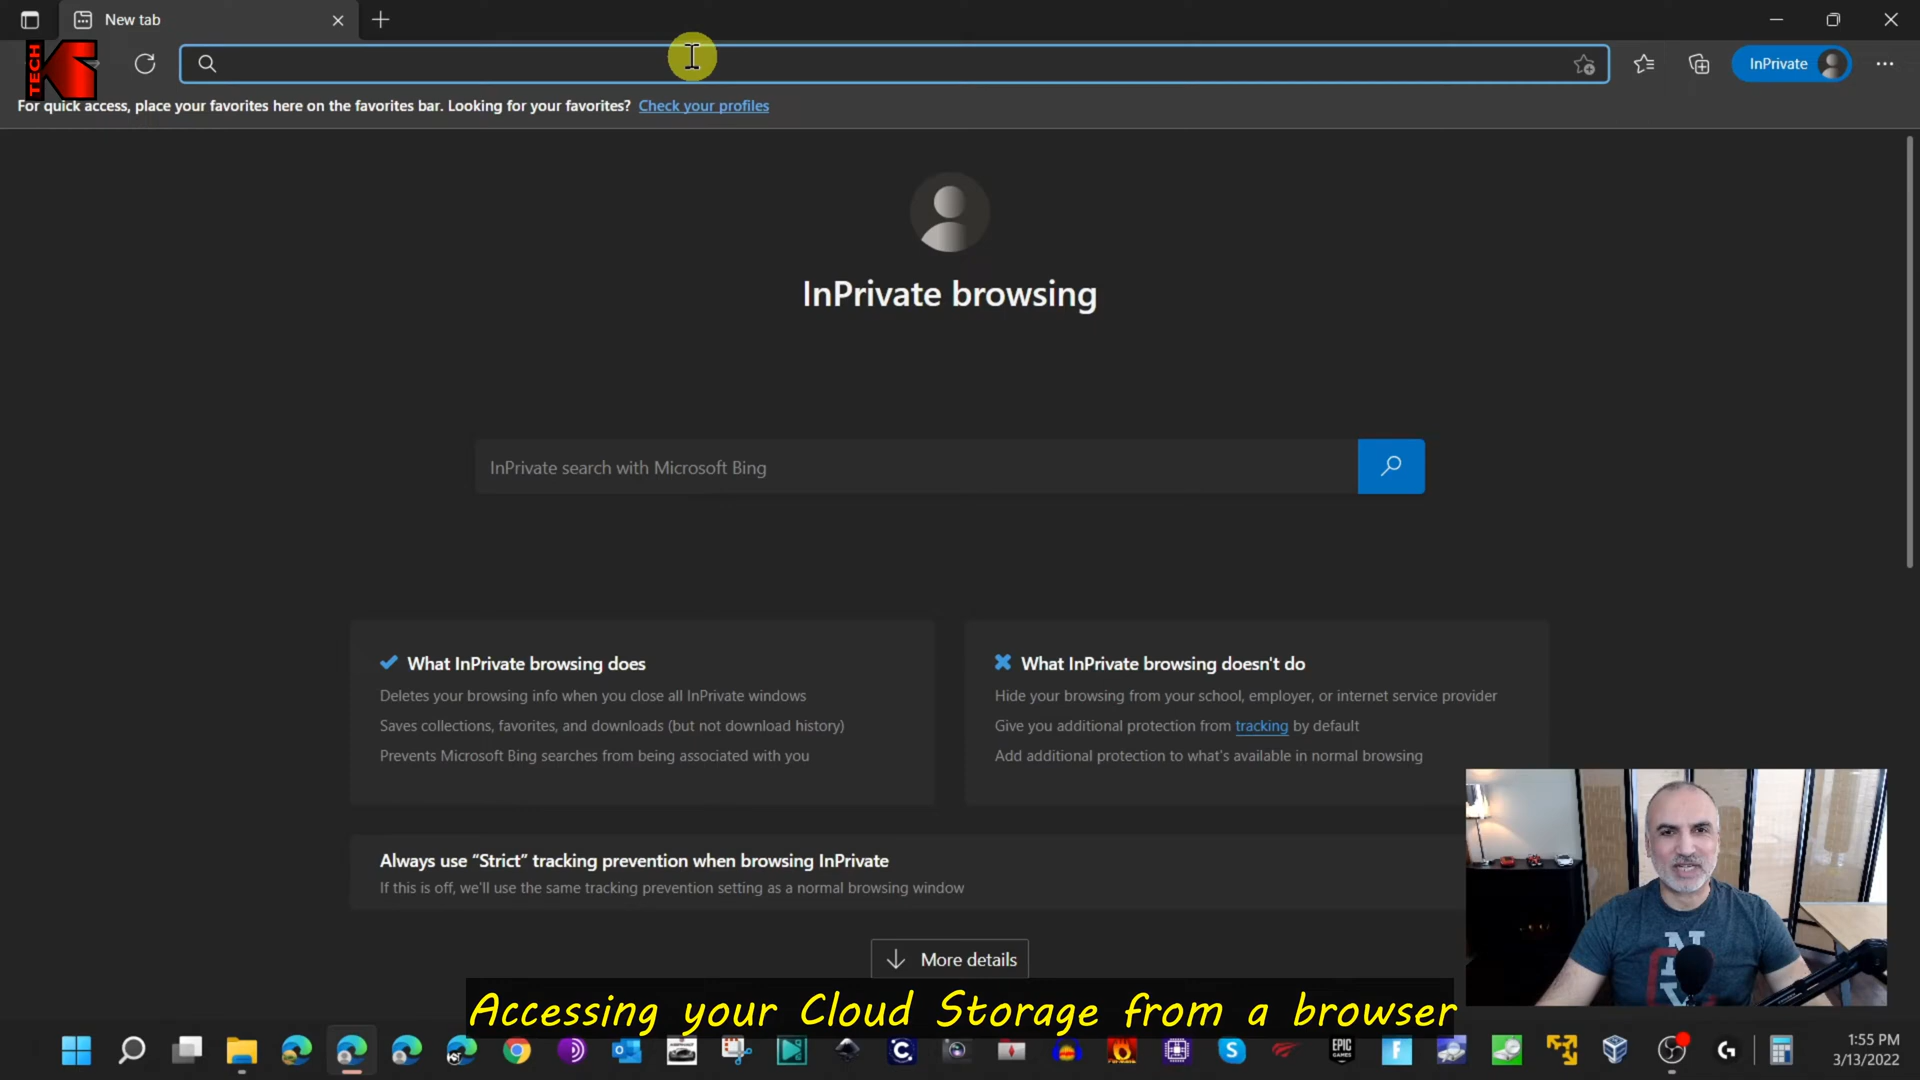 New tab
TECH
KS
InPrivate
For quick access, place your favorites here on the favorites bar. Looking for your favorites? Check your profiles
InPrivate browsing
InPrivate search with Microsoft Bing
What InPrivate browsing does
Deletes your browsing info when you close all InPrivate windows
Saves collections, favorites, and downloads (but not download history)
Prevents Microsoft Bing searches from being associated with you
What InPrivate browsing doesn't do
Hide your browsing from your school, employer, or internet service provider
Give you additional protection from tracking by default
Add additional protection to what's available in normal browsing
Always use “Strict” tracking prevention when browsing InPrivate
If this is off, we'll use the same tracking prevention setting as a normal browsing window
More details
Accessing your Cloud Storage from a browser
EPIC
GAMES
1:55 PM
3/13/2022